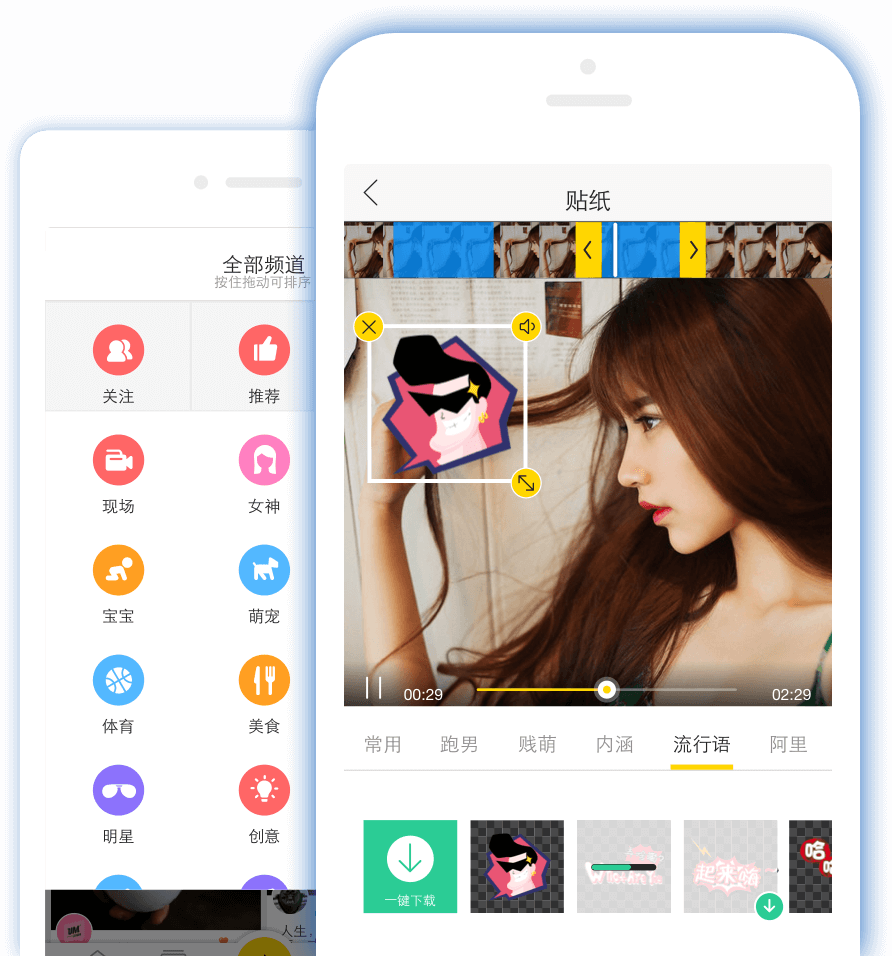 全部频道
按住拖动可排序
关注
推荐
现场
女神
宝宝
萌宠
体育
美食
明星
创意
人生,
贴纸
00:29
02:29
常用
跑男
贱萌
内涵
流行语
阿里
一键下载
起来嗨
哈